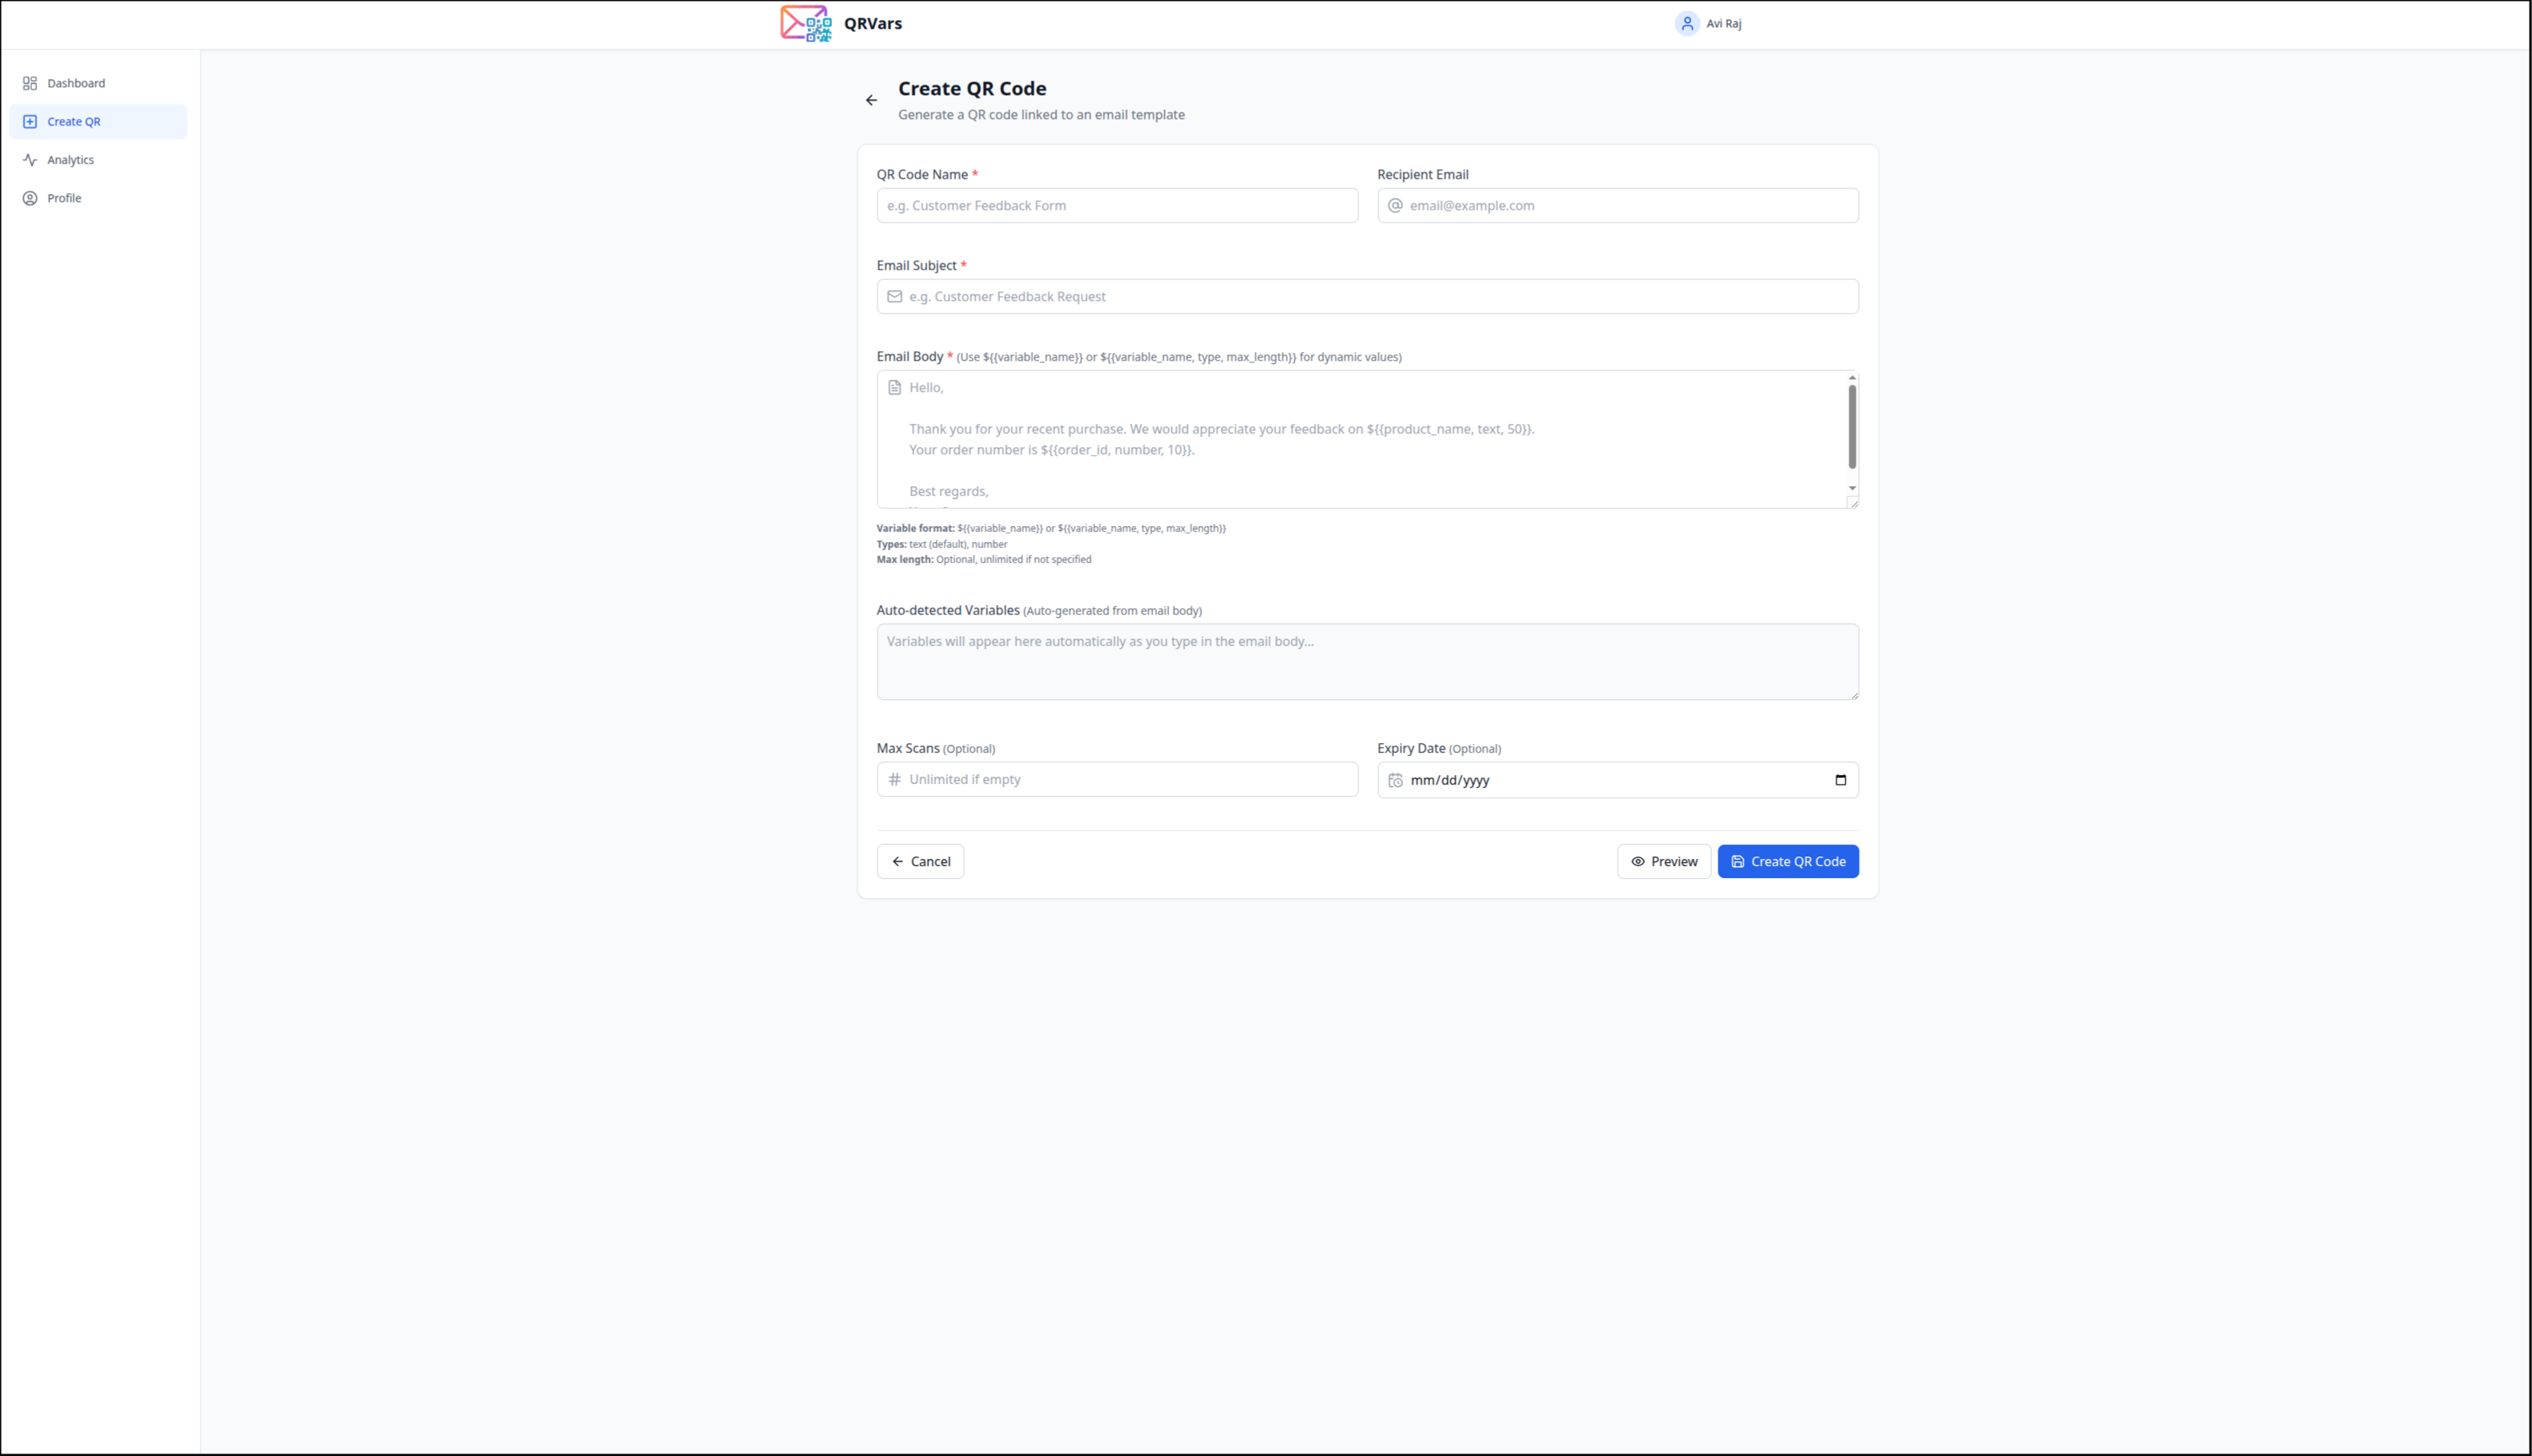 QRVars
Avi Raj
Dashboard
Create QR
Analytics
Profile
Create QR Code
Generate a QR code linked to an email template
QR Code Name *
e.g. Customer Feedback Form
Recipient Email
email@example.com
Email Subject *
e.g. Customer Feedback Request
Email Body * (Use ${{variable_name}} or ${{variable_name, type, max_length}} for dynamic values)
Hello,
Thank you for your recent purchase. We would appreciate your feedback on ${{product_name, text, 50}}.
Your order number is ${{order_id, number, 10}}.
Best regards,
Variable format: ${{variable_name}} or ${{variable_name, type, max_length}}
Types: text (default), number
Max length: Optional, unlimited if not specified
Auto-detected Variables (Auto-generated from email body)
Variables will appear here automatically as you type in the email body...
Max Scans (Optional)
Unlimited if empty
Expiry Date (Optional)
mm/dd/yyyy
Cancel
Preview
Create QR Code